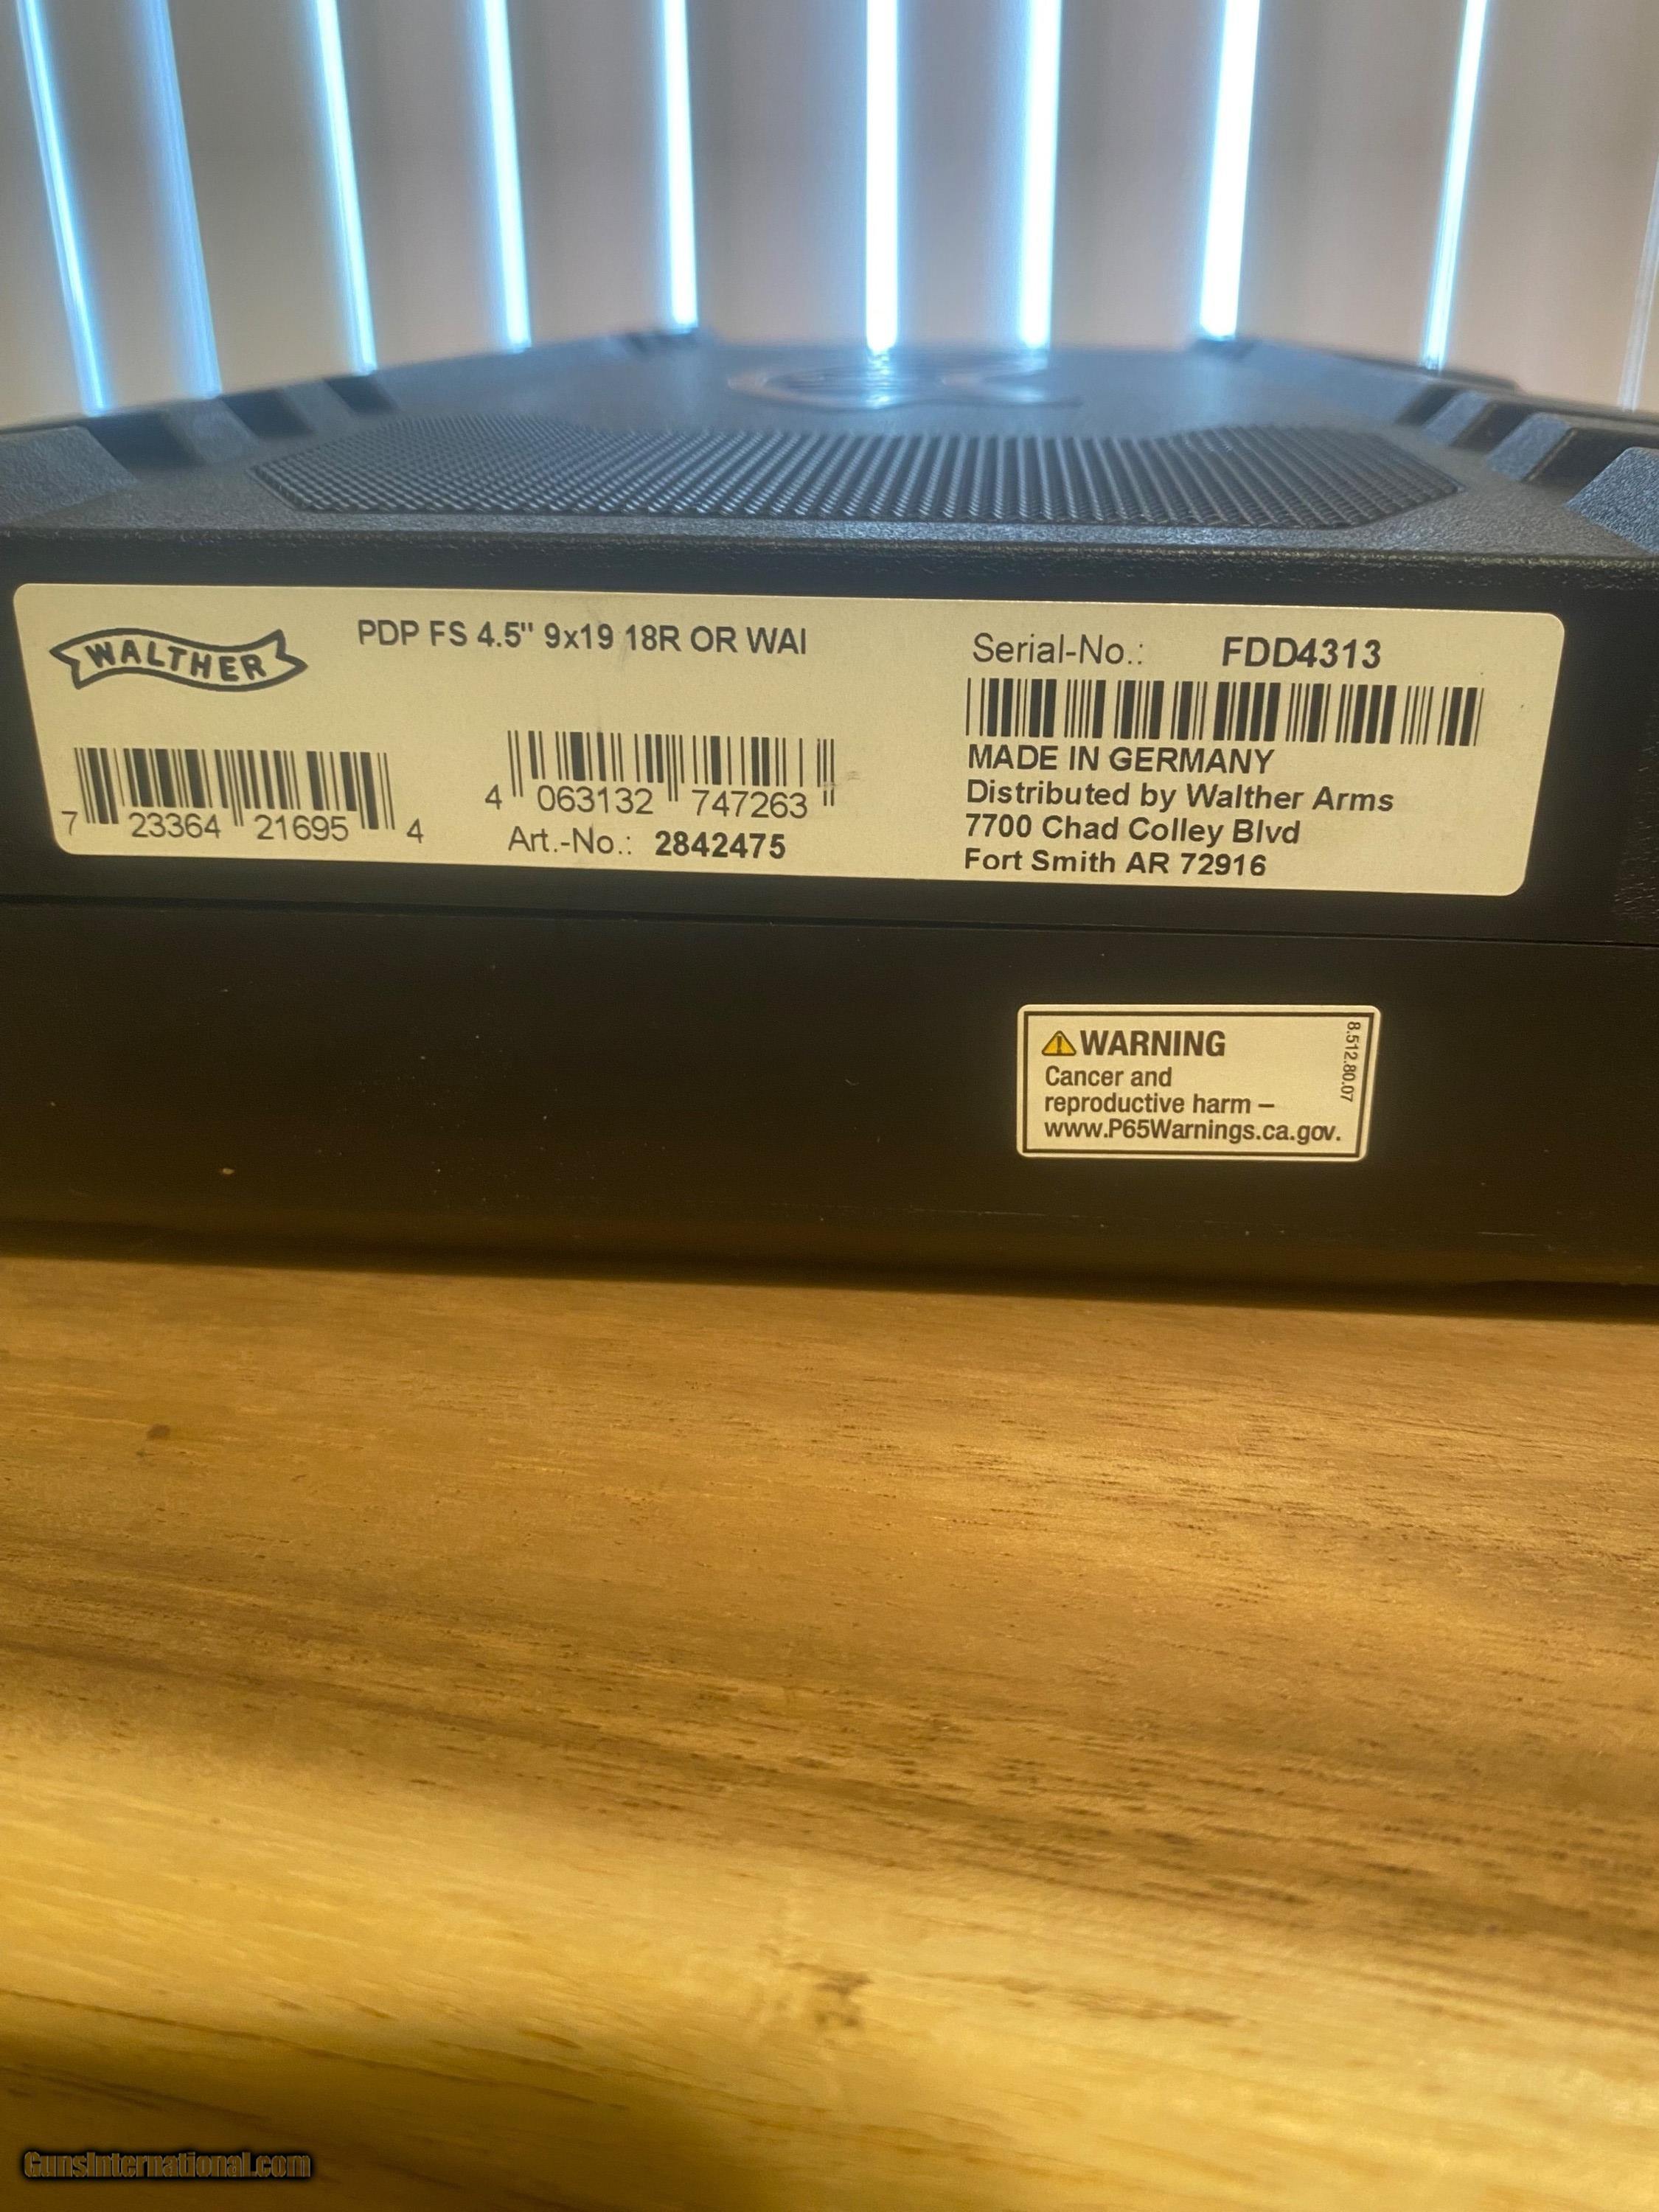 WALTHER
PDP FS 4.5" 9x19 18R OR WAI
7 23364 21695 4
4 063132 747263
Art.-No.: 2842475
Serial-No.: FDD4313
MADE IN GERMANY
Distributed by Walther Arms
7700 Chad Colley Blvd
Fort Smith AR 72916
WARNING
Cancer and
reproductive harm –
www.P65Warnings.ca.gov.
8.512.80.07
GunsInternational.com